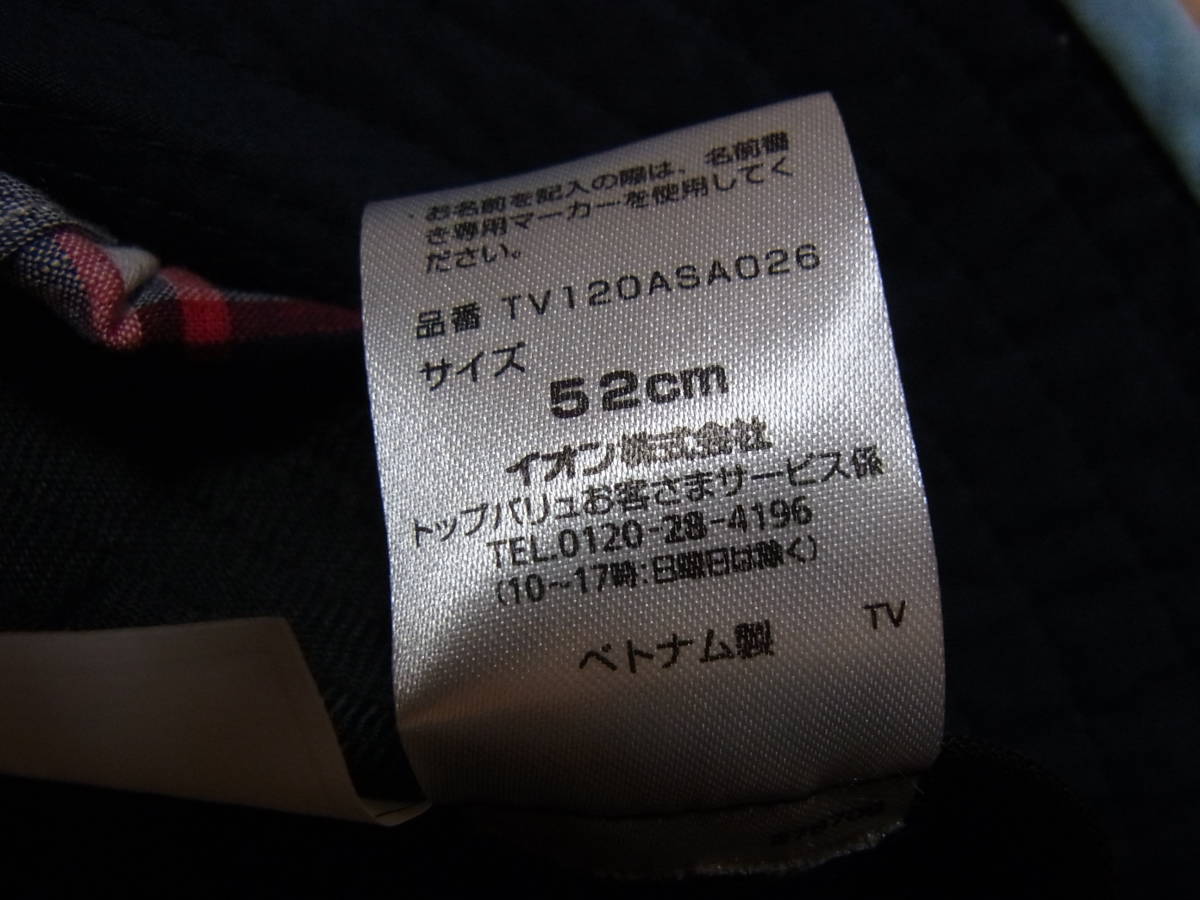 ・お名前を記入の際は、名前書
き専用マーカーを使用してく
ださい。
品番 TV120ASA026
サイズ
52cm
イオン株式会社
トップバリュお客さまサービス係
TEL.0120-28-4196
(10～17時:日曜日は除く)
ベトナム製
TV